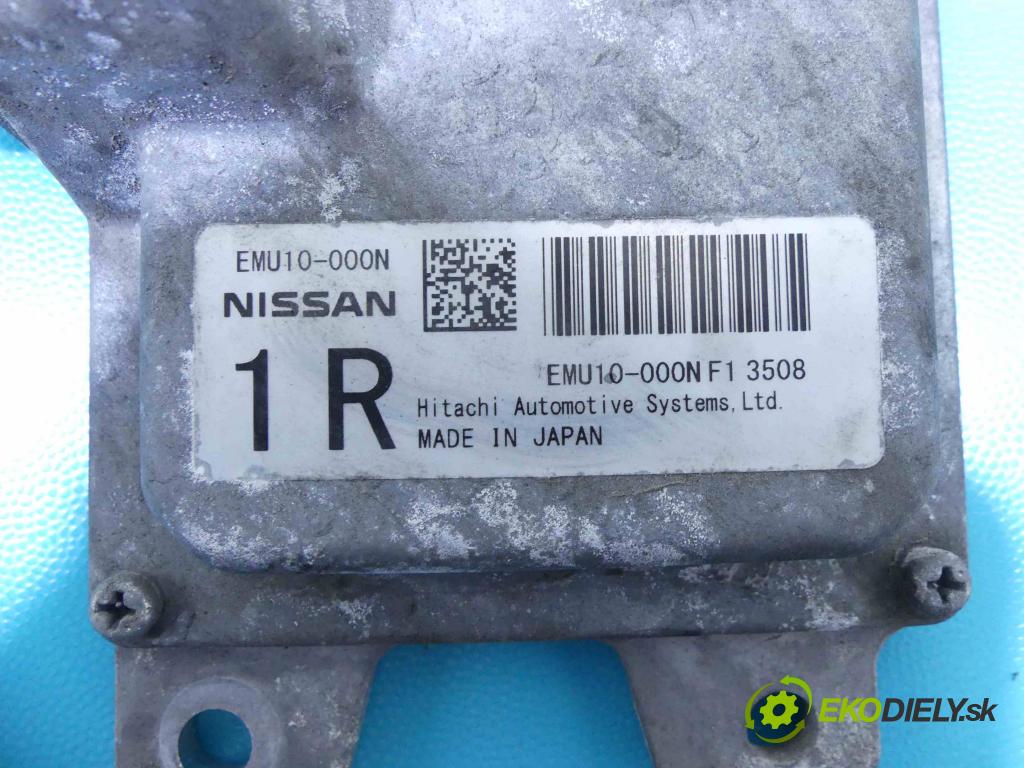 EMU10-000N
NISSAN
1R
EMU10-000N F1 3508
Hitachi Automotive Systems, Ltd.
MADE IN JAPAN
EKODIELY.sk